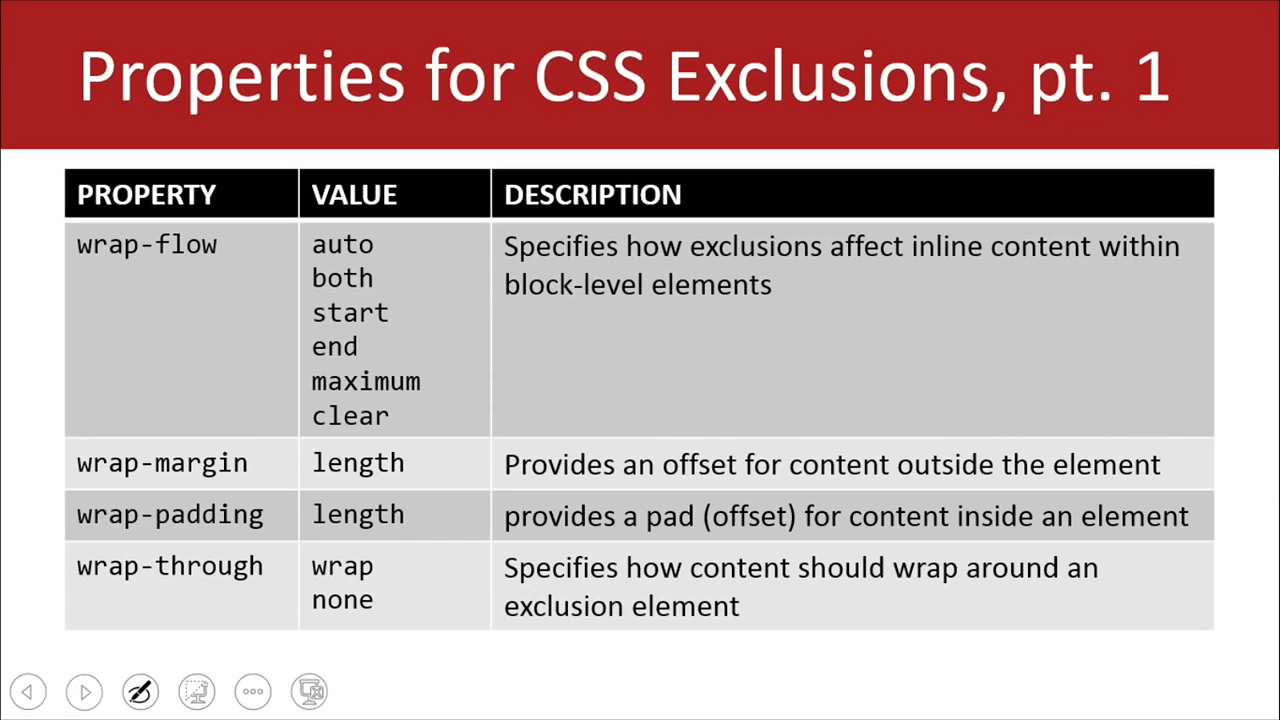 Properties for CSS Exclusions, pt. 1
PROPERTY VALUE DESCRIPTION
wrap-flow auto Specifies how exclusions affect inline content within
both block-level elements
start
end
maximum
clear
wrap-margin length Provides an offset for content outside the element
wrap-padding length provides a pad (offset) for content inside an element
wrap-through wrap Specifies how content should wrap around an
none exclusion element